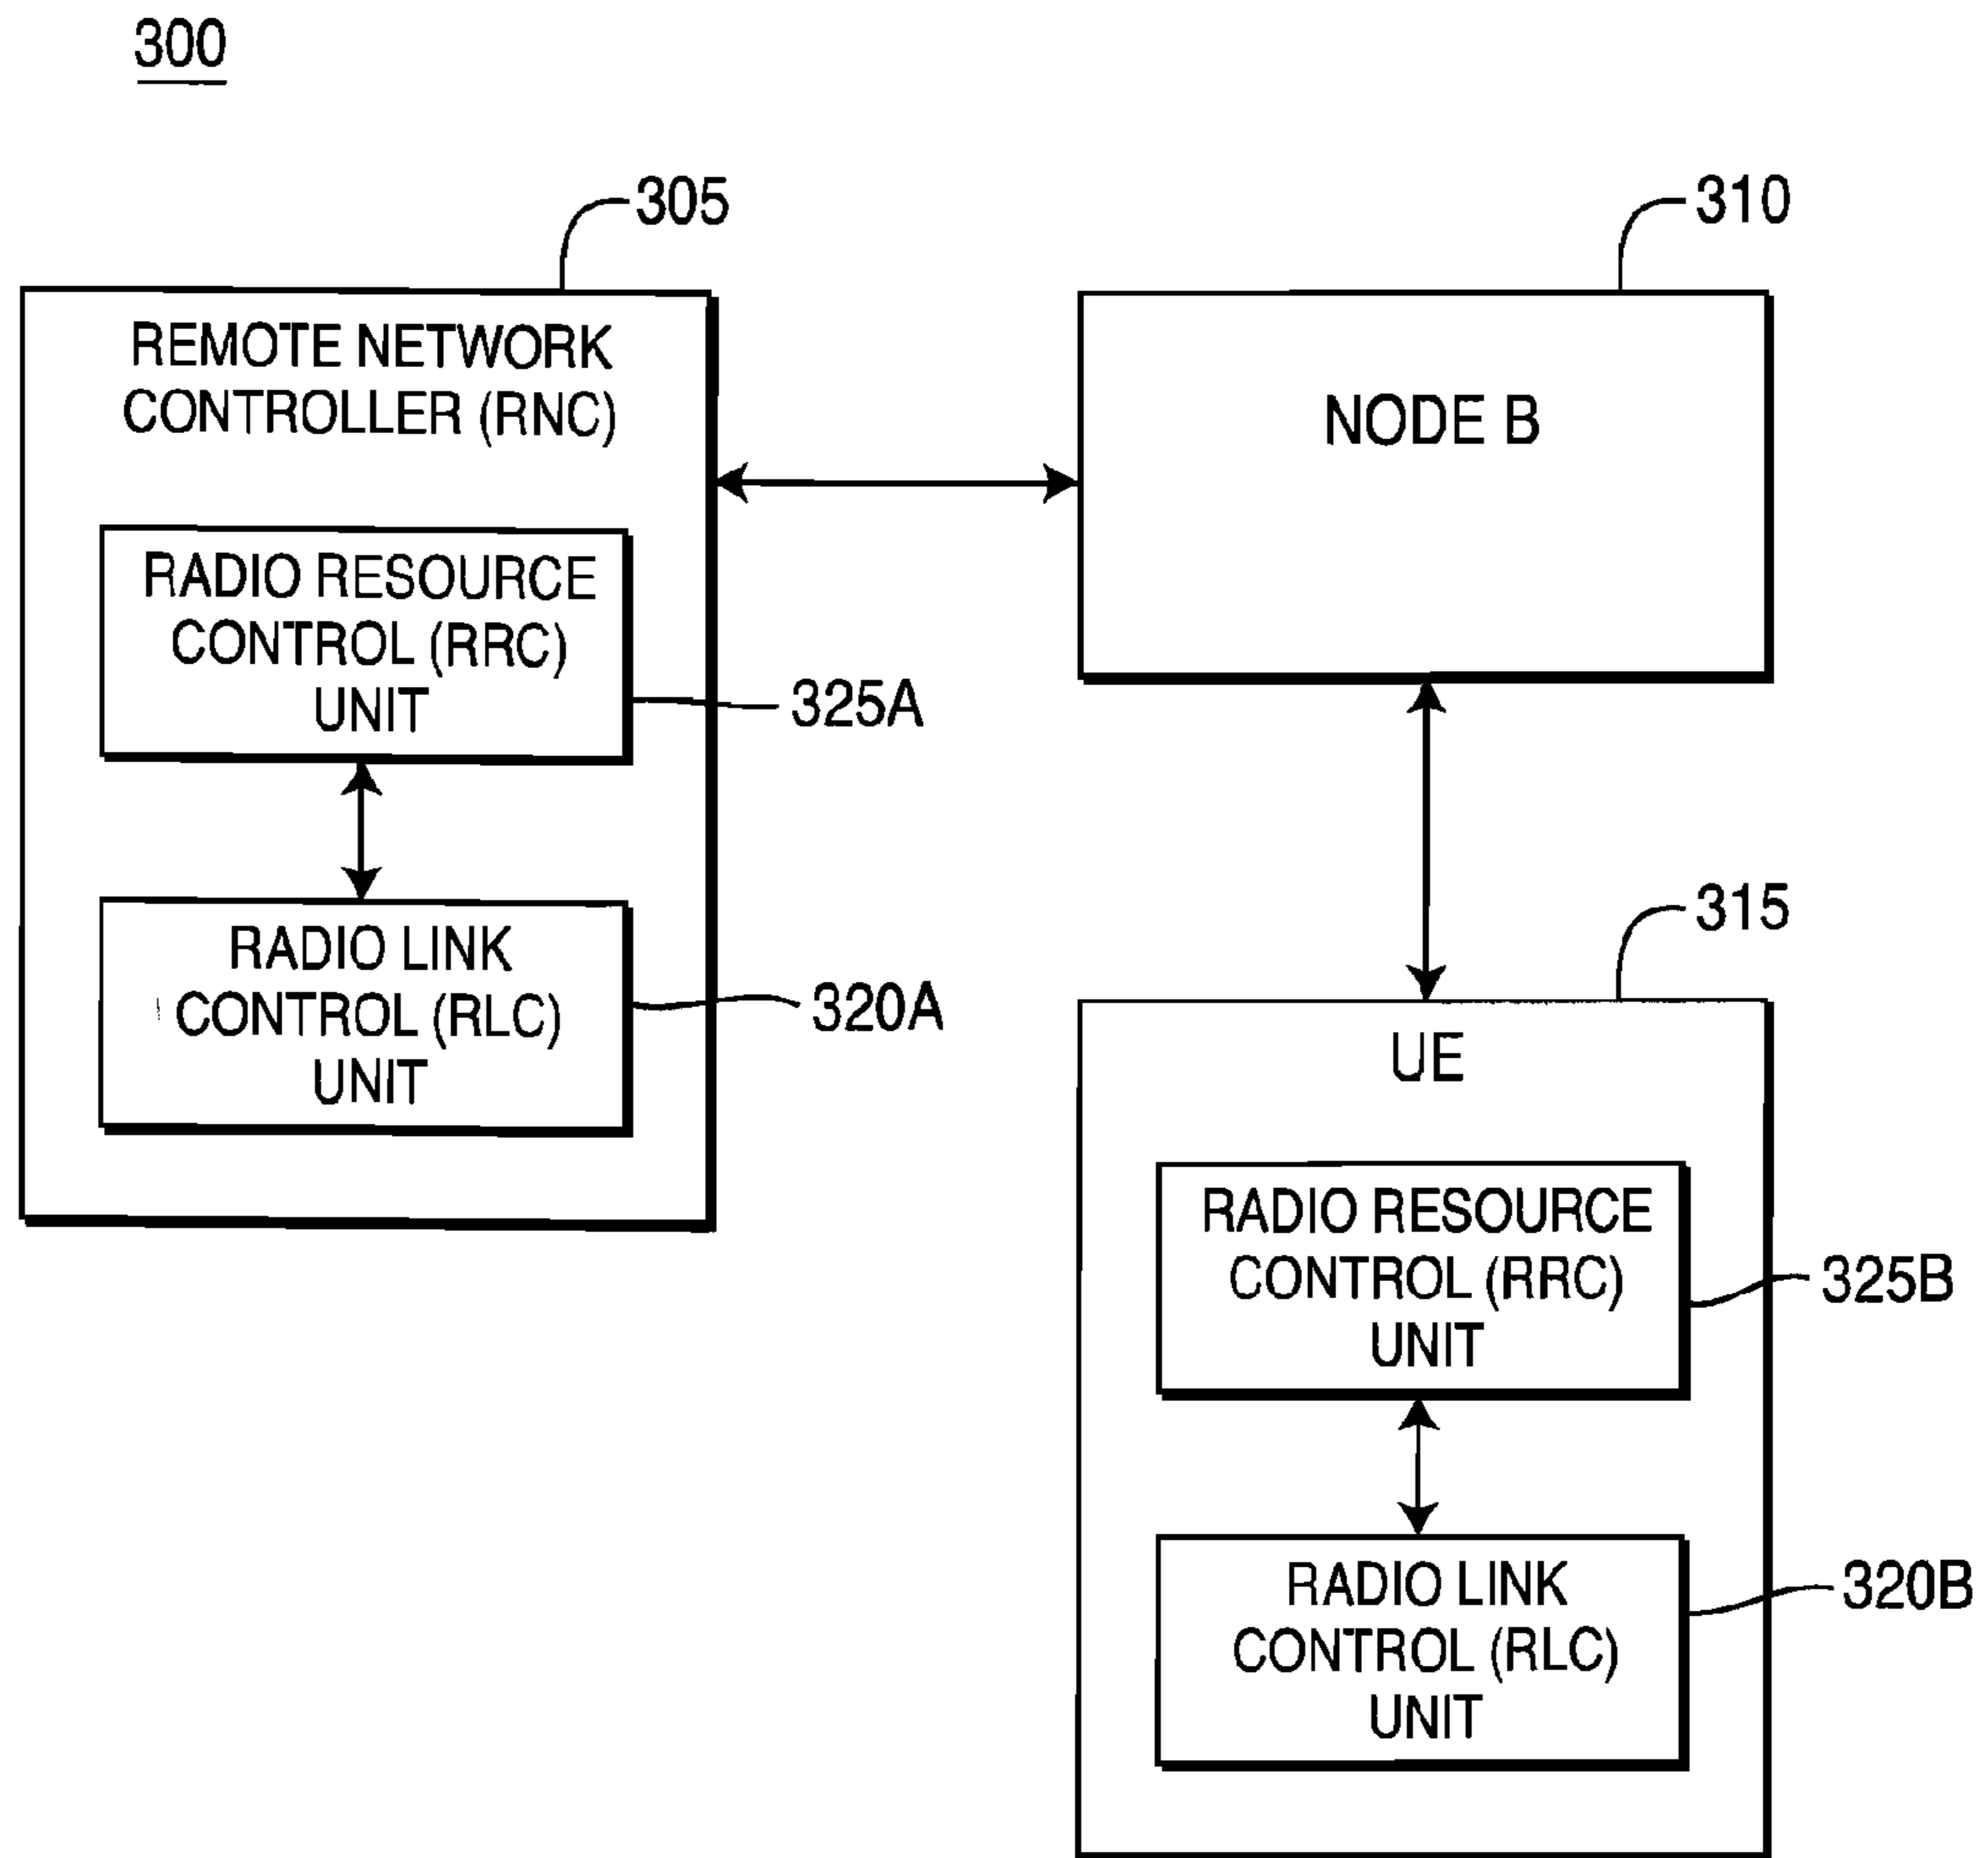 300
305
REMOTE NETWORK
CONTROLLER (RNC)
RADIO RESOURCE
CONTROL (RRC)
UNIT
325A
RADIO LINK
CONTROL (RLC)
UNIT
320A
310
NODE B
315
UE
RADIO RESOURCE
CONTROL (RRC)
UNIT
325B
RADIO LINK
CONTROL (RLC)
UNIT
320B